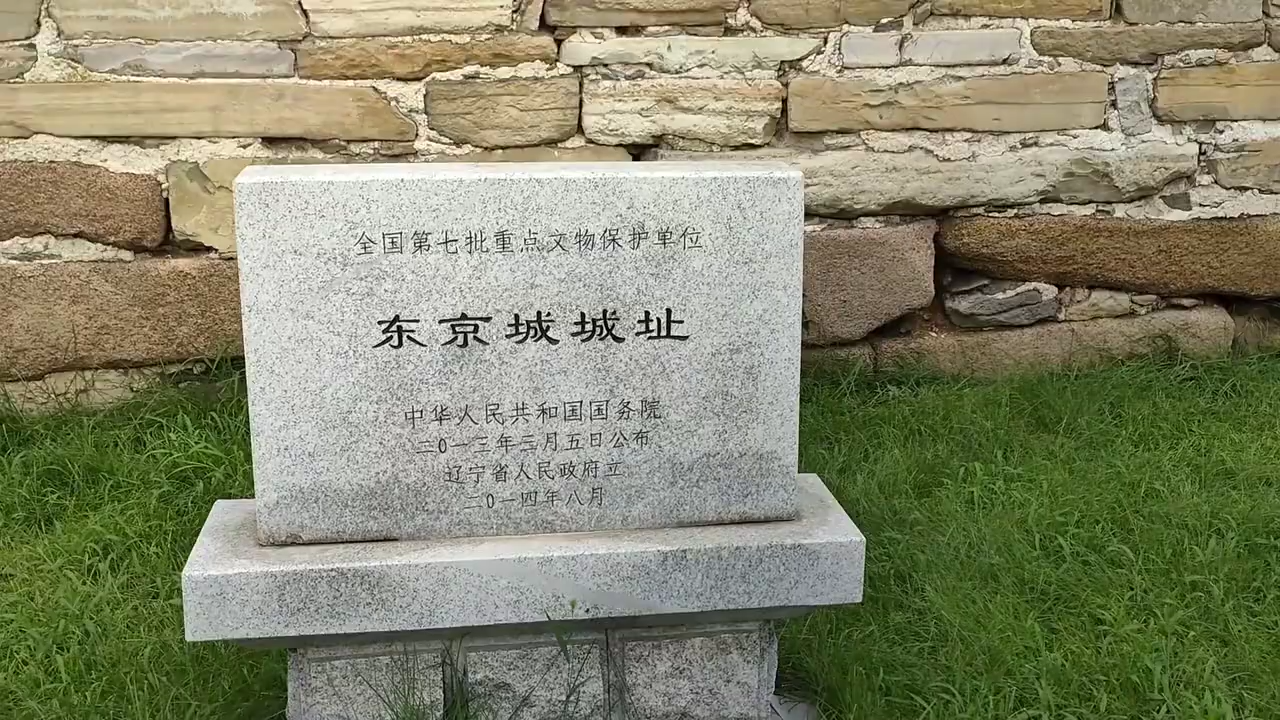 全国第七批重点文物保护单位
东京城城址
中华人民共和国国务院
二〇一三年三月五日公布
辽宁省人民政府立
二〇一四年八月